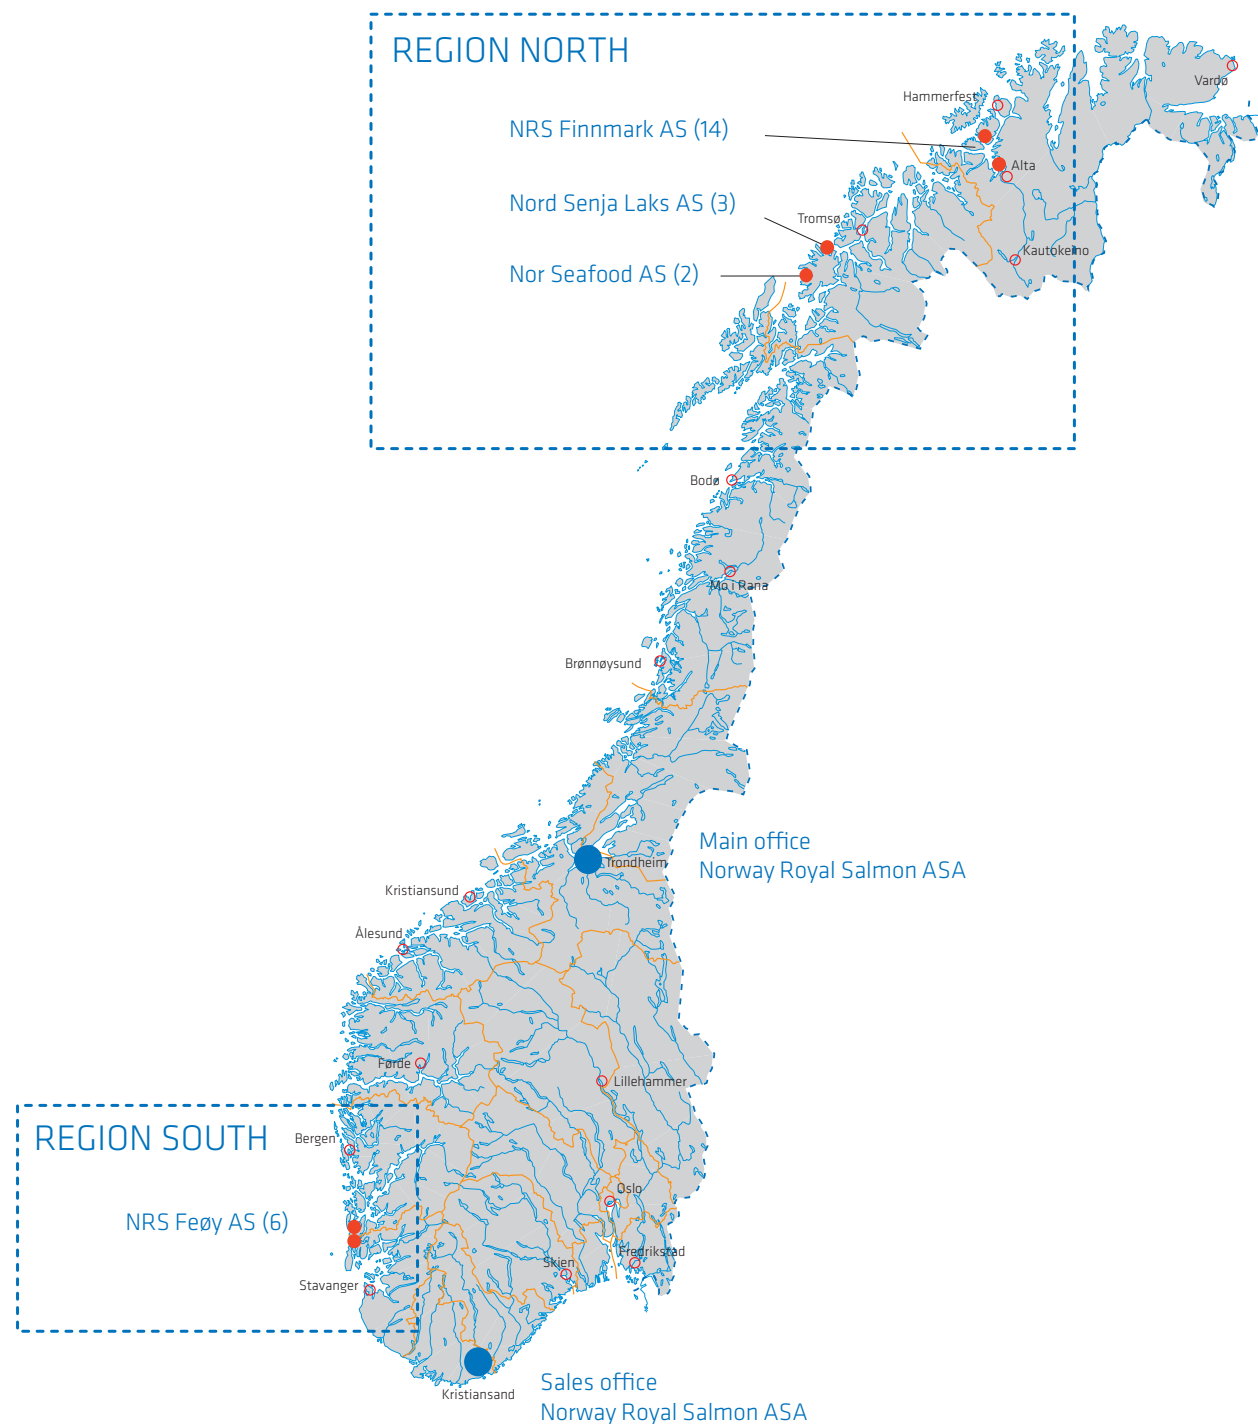 REGION NORTH
Vardø
Hammerfest
NRS Finnmark AS (14)
Alta
Nord Senja Laks AS (3)
Tromsø
Kautokeino
Nor Seafood AS (2)
Bodø
Mo i Rana
Brønnøysund
Main office
Norway Royal Salmon ASA
Trondheim
Kristiansund
Ålesund
Førde
Lillehammer
REGION SOUTH
Bergen
Oslo
NRS Feøy AS (6)
Fredrikstad
Skien
Stavanger
Kristiansand
Sales office
Norway Royal Salmon ASA